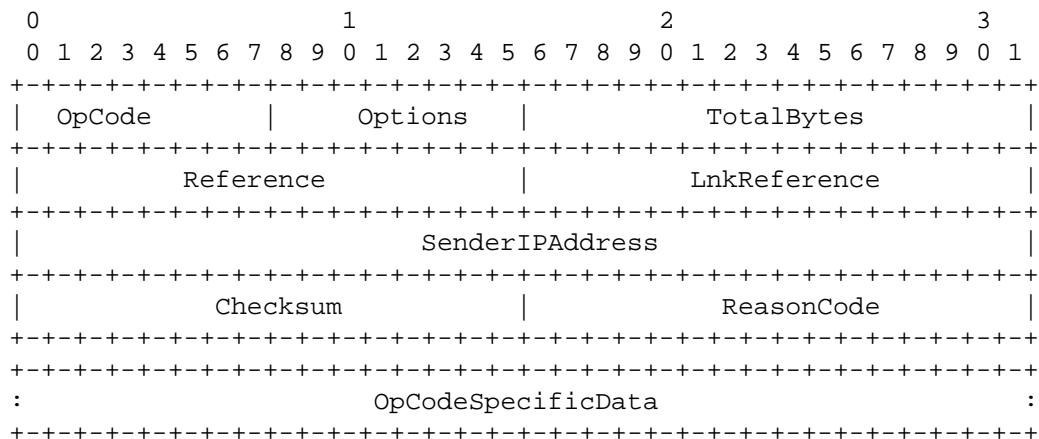 0                   1                   2                   3
 0 1 2 3 4 5 6 7 8 9 0 1 2 3 4 5 6 7 8 9 0 1 2 3 4 5 6 7 8 9 0 1
+-+-+-+-+-+-+-+-+-+-+-+-+-+-+-+-+-+-+-+-+-+-+-+-+-+-+-+-+-+-+-+-+
|  OpCode       |     Options   |           TotalBytes          |
+-+-+-+-+-+-+-+-+-+-+-+-+-+-+-+-+-+-+-+-+-+-+-+-+-+-+-+-+-+-+-+-+
|          Reference            |          LnkReference         |
+-+-+-+-+-+-+-+-+-+-+-+-+-+-+-+-+-+-+-+-+-+-+-+-+-+-+-+-+-+-+-+-+
|                         SenderIPAddress                       |
+-+-+-+-+-+-+-+-+-+-+-+-+-+-+-+-+-+-+-+-+-+-+-+-+-+-+-+-+-+-+-+-+
|            Checksum           |            ReasonCode         |
+-+-+-+-+-+-+-+-+-+-+-+-+-+-+-+-+-+-+-+-+-+-+-+-+-+-+-+-+-+-+-+-+
+-+-+-+-+-+-+-+-+-+-+-+-+-+-+-+-+-+-+-+-+-+-+-+-+-+-+-+-+-+-+-+-+
:                      OpCodeSpecificData                       :
+-+-+-+-+-+-+-+-+-+-+-+-+-+-+-+-+-+-+-+-+-+-+-+-+-+-+-+-+-+-+-+-+